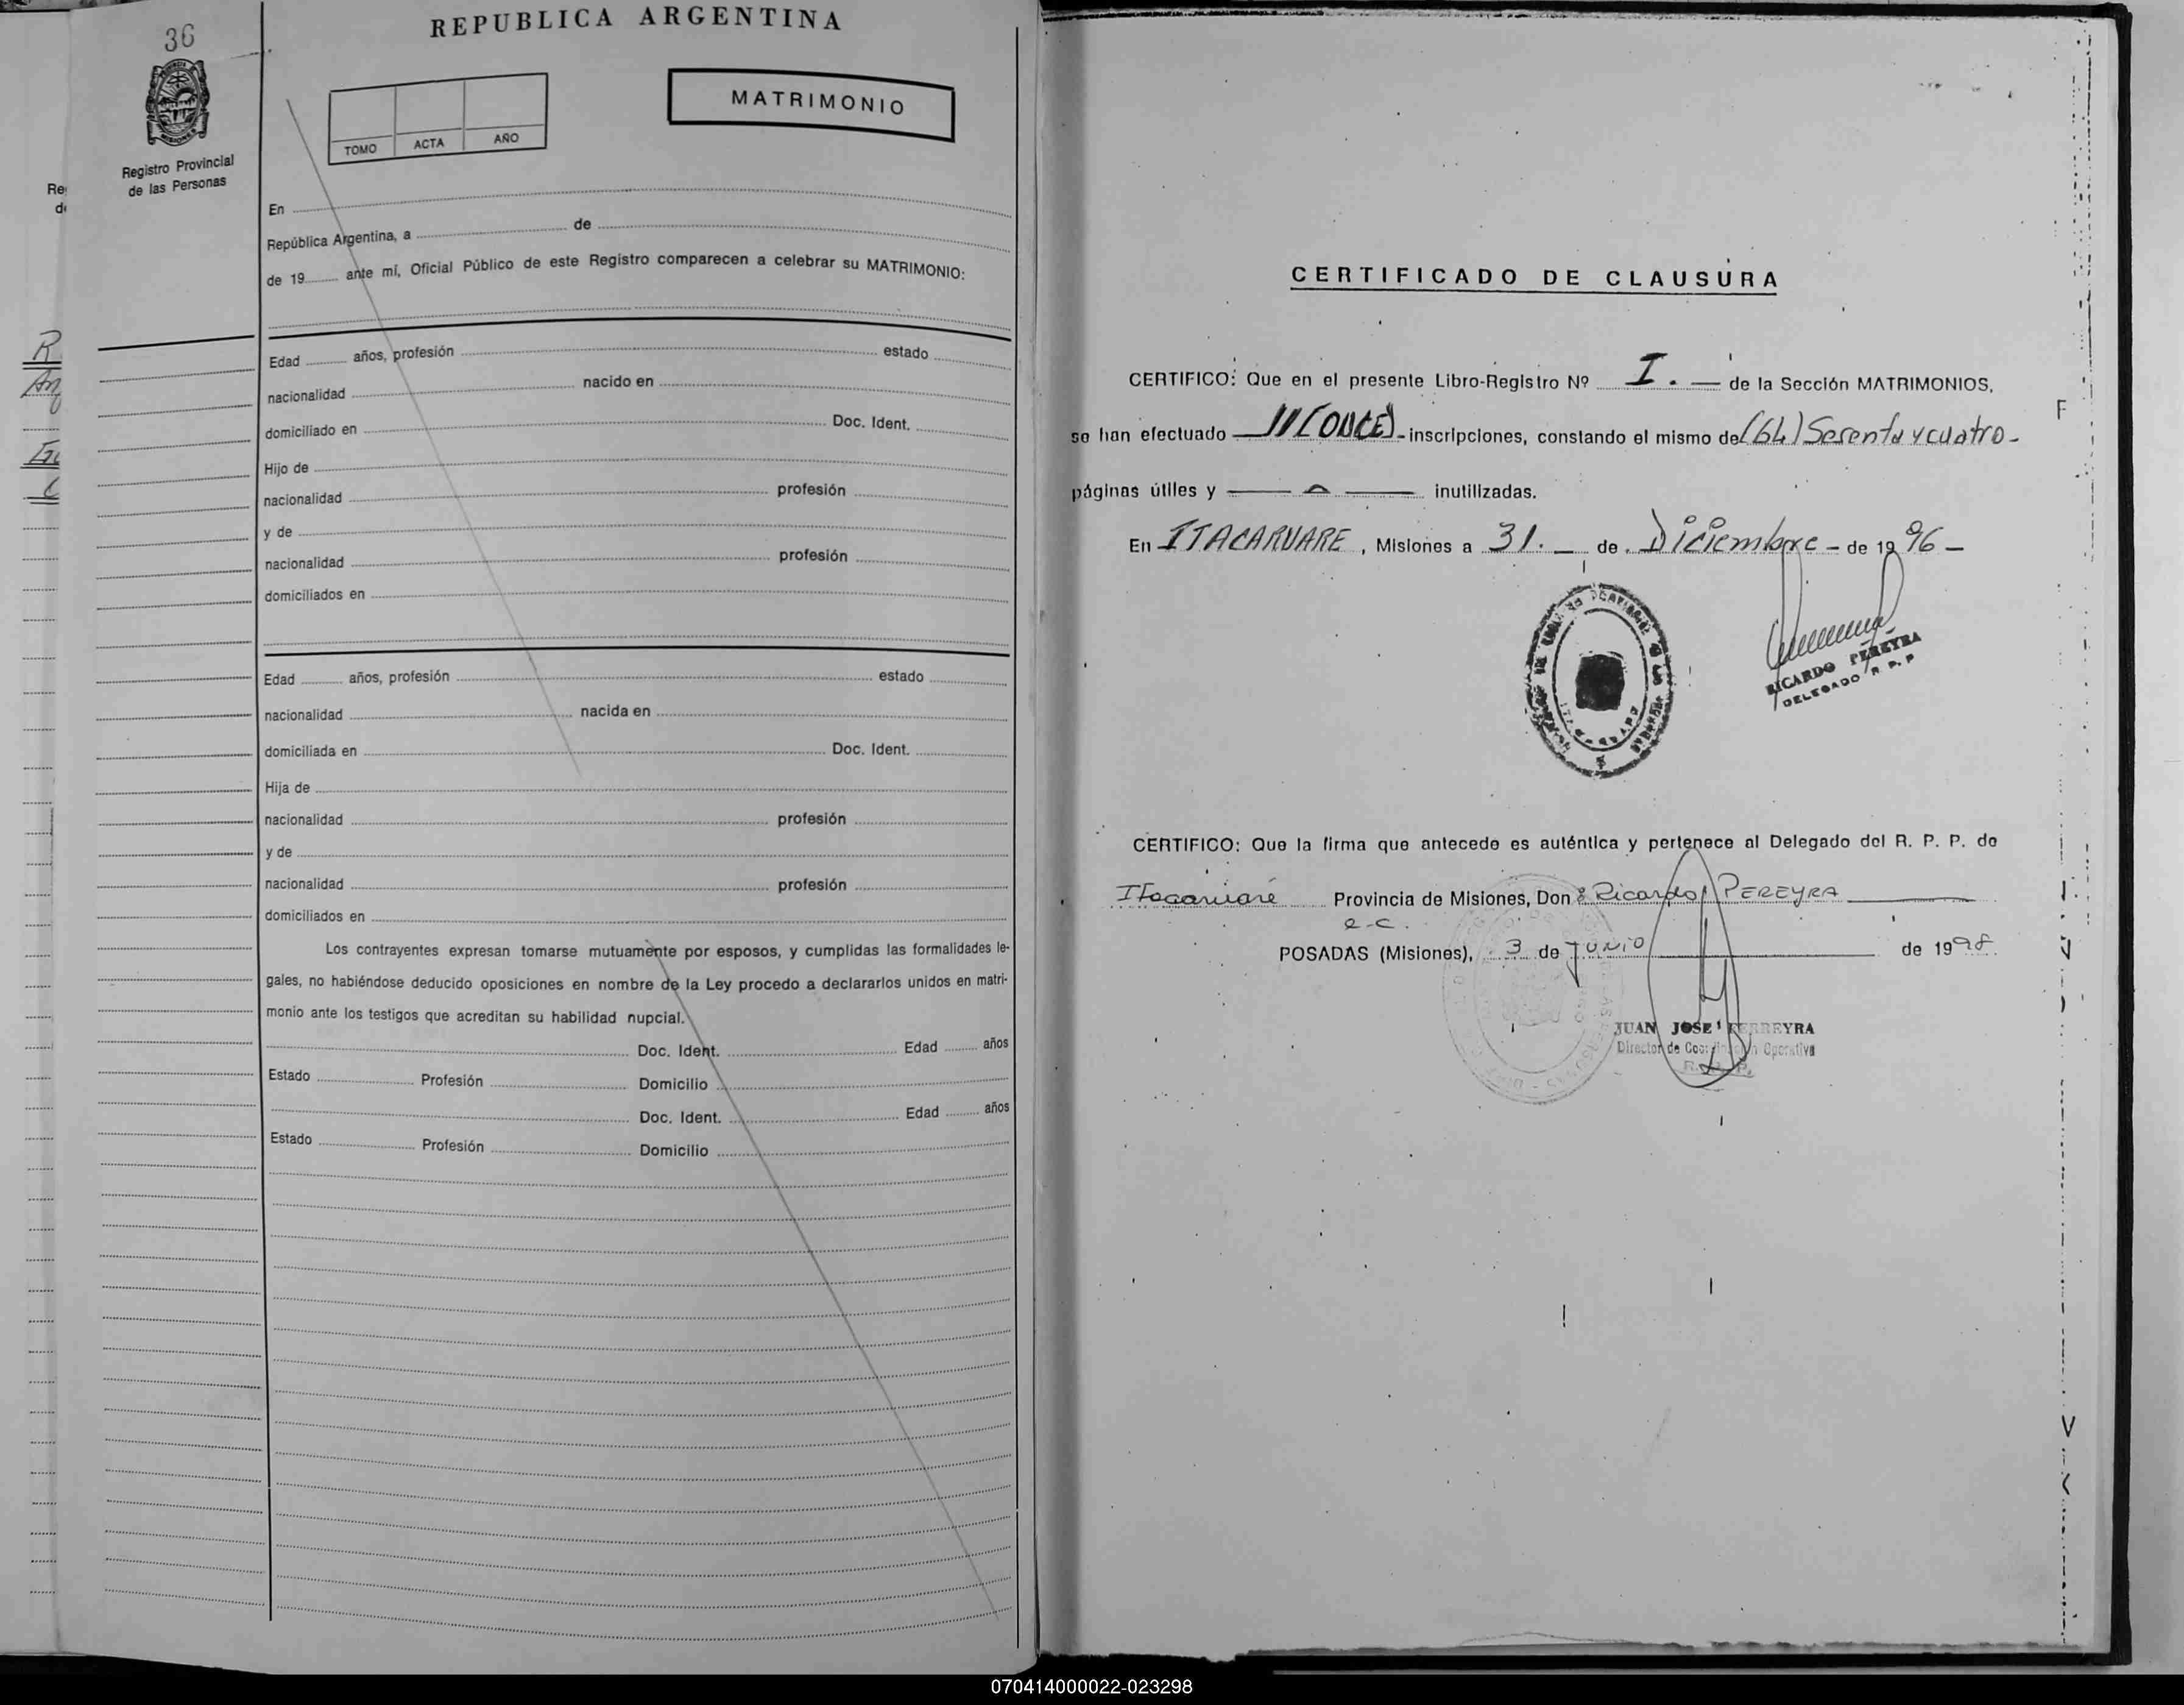 36
REPUBLICA ARGENTINA
MATRIMONIO
TOMO ACTA AÑO
Registro Provincial
de las Personas
En
República Argentina, a de
de 19 ante mí, Oficial Público de este Registro comparecen a celebrar su MATRIMONIO:
Edad años, profesión estado
nacionalidad nacido en
domiciliado en Doc. Ident.
Hijo de
nacionalidad profesión
y de
nacionalidad profesión
domiciliados en
Edad años, profesión estado
nacionalidad nacida en
domiciliada en Doc. Ident.
Hija de
nacionalidad profesión
y de
nacionalidad profesión
domiciliados en
Los contrayentes expresan tomarse mutuamente por esposos, y cumplidas las formalidades le-
gales, no habiéndose deducido oposiciones en nombre de la Ley procedo a declararlos unidos en matri-
monio ante los testigos que acreditan su habilidad nupcial.
Doc. Ident. Edad años
Estado Profesión Domicilio
Doc. Ident. Edad años
Estado Profesión Domicilio
CERTIFICADO DE CLAUSURA
CERTIFICO: Que en el presente Libro-Registro Nº I. — de la Sección MATRIMONIOS,
se han efectuado — 11 (ONCE) - inscripciones, constando el mismo de (64) Sesenta y cuatro -
páginas útiles y — — inutilizadas.
En ITACARUARE, Misiones a 31. — de Diciembre - de 1996 —
RICARDO PEREYRA
DELEGADO R. P. P
CERTIFICO: Que la firma que antecede es auténtica y pertenece al Delegado del R. P. P. de
Itacaruaré Provincia de Misiones, Don Ricardo PEREYRA
e.c.
POSADAS (Misiones), 3 de JUNIO de 1998.
JUAN JOSE FERREYRA
Director de Coordinación Operativa
R. P. P.
070414000022-023298